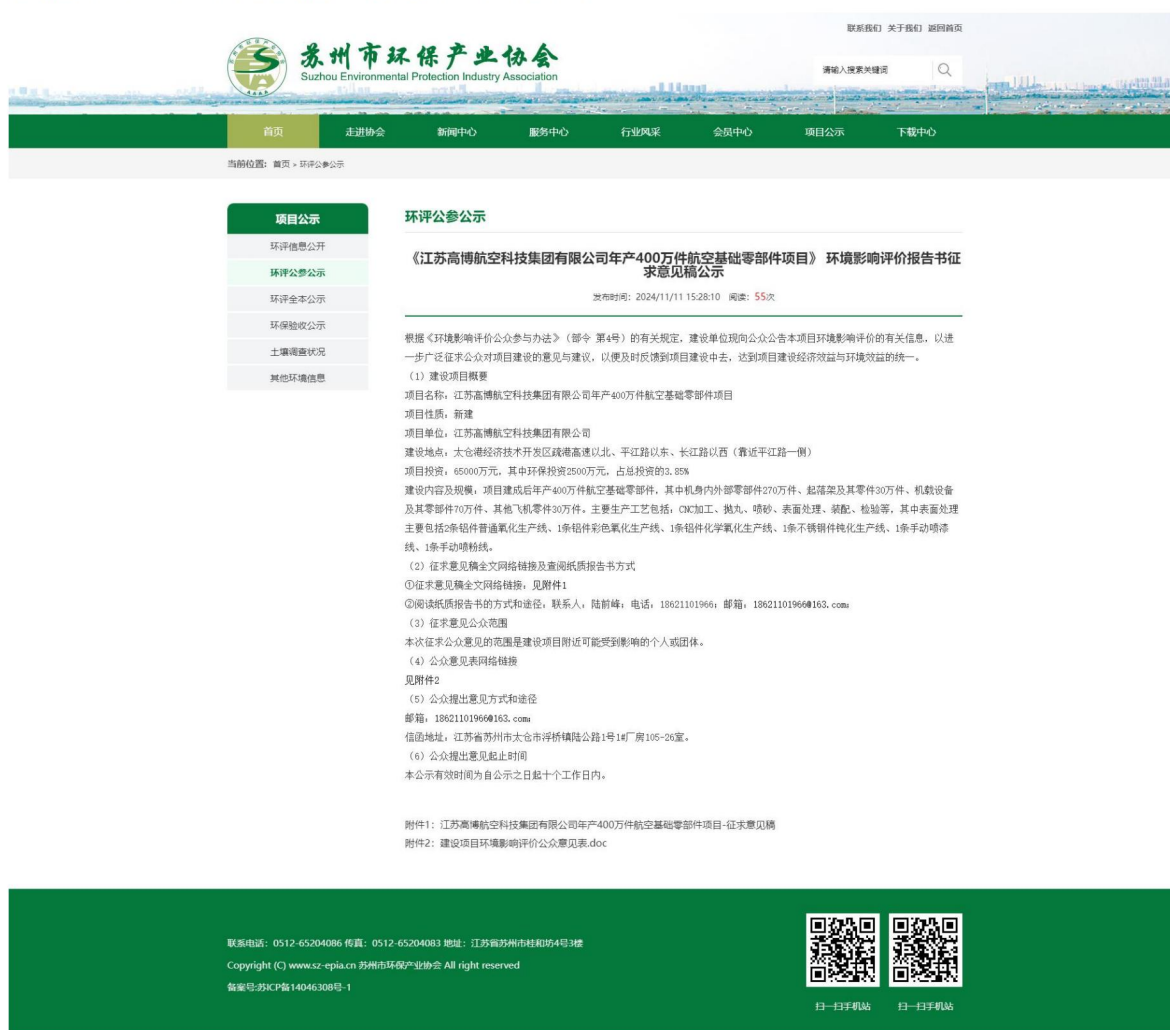 联系我们 关于我们 返回首页
苏州市环保产业协会
Suzhou Environmental Protection Industry Association
请输入搜索关键词
首页 走进协会 新闻中心 服务中心 行业风采 会员中心 项目公示 下载中心
当前位置：首页 » 环评公参公示
项目公示
环评信息公开
环评公参公示
环评全本公示
环保验收公示
土壤调查状况
其他环境信息
环评公参公示
《江苏高博航空科技集团有限公司年产400万件航空基础零部件项目》 环境影响评价报告书征
求意见稿公示
发布时间：2024/11/11 15:28:10 阅读：55次
根据《环境影响评价公众参与办法》（部令 第4号）的有关规定，建设单位现向公众公告本项目环境影响评价的有关信息，以进
一步广泛征求公众对项目建设的意见与建议，以便及时反馈到项目建设中去，达到项目建设经济效益与环境效益的统一。
（1）建设项目概要
项目名称：江苏高博航空科技集团有限公司年产400万件航空基础零部件项目
项目性质：新建
项目单位：江苏高博航空科技集团有限公司
建设地点：太仓港经济技术开发区疏港高速以北、平江路以东、长江路以西（靠近平江路一侧）
项目投资：65000万元，其中环保投资2500万元，占总投资的3.85%
建设内容及规模：项目建成后年产400万件航空基础零部件，其中机身内外部零部件270万件、起落架及其零件30万件、机载设备
及其零部件70万件、其他飞机零件30万件。主要生产工艺包括：CNC加工、抛丸、喷砂、表面处理、装配、检验等，其中表面处理
主要包括2条铝件普通氧化生产线、1条铝件彩色氧化生产线、1条铝件化学氧化生产线、1条不锈钢件钝化生产线、1条手动喷漆
线、1条手动喷粉线。
（2）征求意见稿全文网络链接及查阅纸质报告书方式
①征求意见稿全文网络链接：见附件1
②阅读纸质报告书的方式和途径：联系人：陆前峰；电话：18621101966；邮箱：18621101966@163.com；
（3）征求意见公众范围
本次征求公众意见的范围是建设项目附近可能受到影响的个人或团体。
（4）公众意见表网络链接
见附件2
（5）公众提出意见方式和途径
邮箱：18621101966@163.com；
信函地址：江苏省苏州市太仓市浮桥镇陆公路1号1#厂房105-26室。
（6）公众提出意见起止时间
本公示有效时间为自公示之日起十个工作日内。
附件1：江苏高博航空科技集团有限公司年产400万件航空基础零部件项目-征求意见稿
附件2：建设项目环境影响评价公众意见表.doc
联系电话：0512-65204086 传真：0512-65204083 地址：江苏省苏州市桂和坊4号3楼
Copyright (C) www.sz-epia.cn 苏州市环保产业协会 All right reserved
备案号:苏ICP备14046308号-1
扫一扫手机站 扫一扫手机站